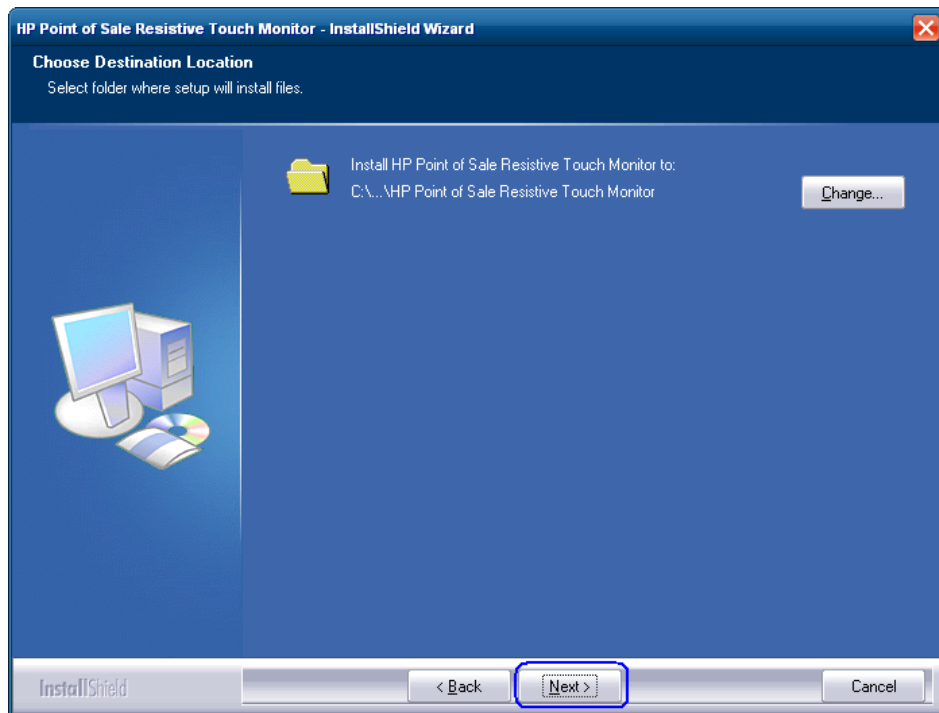 HP Point of Sale Resistive Touch Monitor - InstallShield Wizard
Choose Destination Location
Select folder where setup will install files.
Install HP Point of Sale Resistive Touch Monitor to:
C:\...\HP Point of Sale Resistive Touch Monitor
Change...
InstallShield
< Back
Next >
Cancel